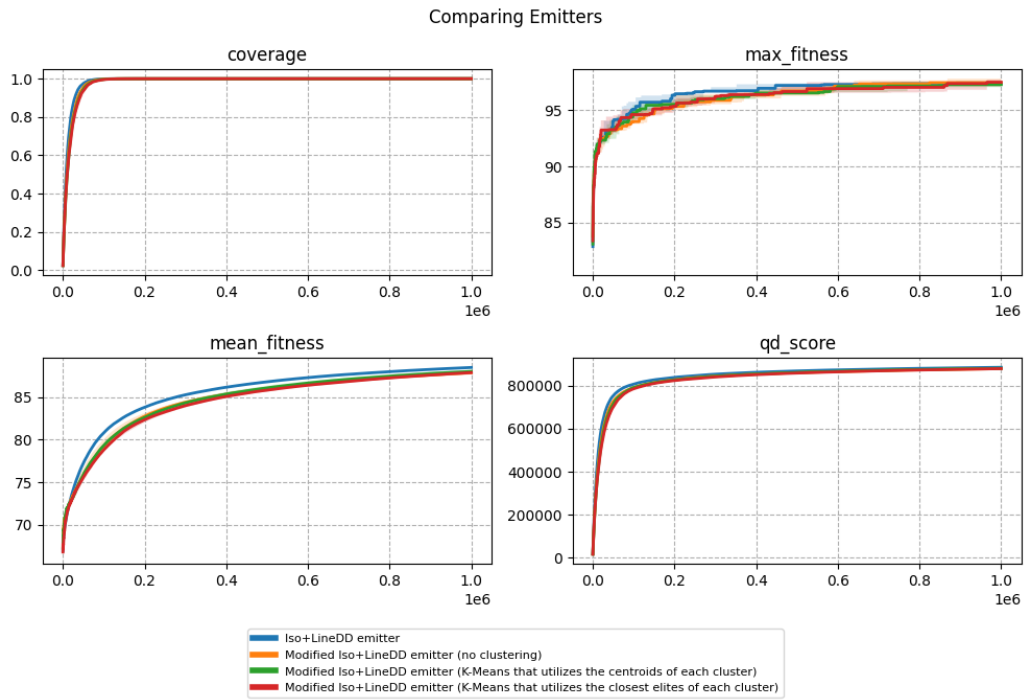 Comparing Emitters
coverage
1.0
0.8
0.6
0.4
0.2
0.0
0.0 0.2 0.4 0.6 0.8 1.0
1e6
max_fitness
95
90
85
0.0 0.2 0.4 0.6 0.8 1.0
1e6
mean_fitness
85
80
75
70
0.0 0.2 0.4 0.6 0.8 1.0
1e6
qd_score
800000
600000
400000
200000
0
0.0 0.2 0.4 0.6 0.8 1.0
1e6
Iso+LineDD emitter
Modified Iso+LineDD emitter (no clustering)
Modified Iso+LineDD emitter (K-Means that utilizes the centroids of each cluster)
Modified Iso+LineDD emitter (K-Means that utilizes the closest elites of each cluster)